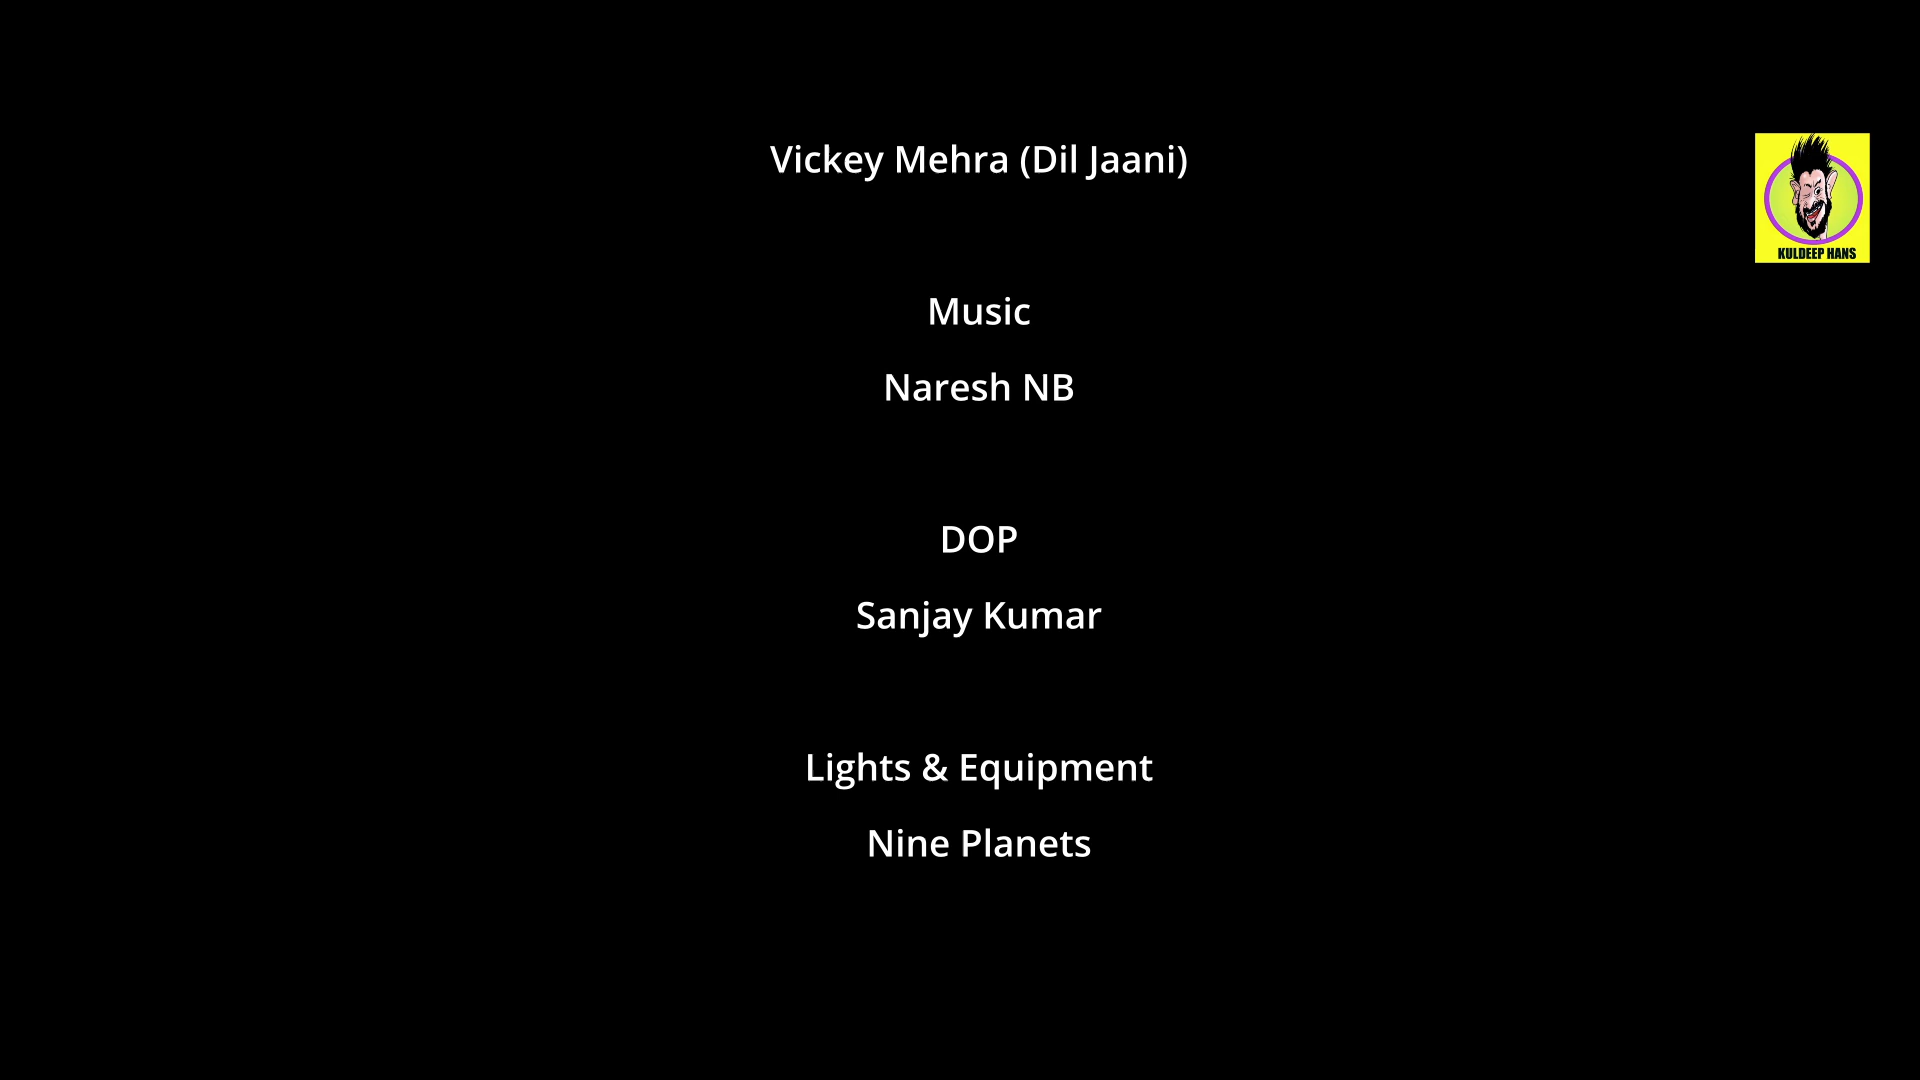 Vickey Mehra (Dil Jaani)
KULDEEP HANS
Music
Naresh NB
DOP
Sanjay Kumar
Lights & Equipment
Nine Planets